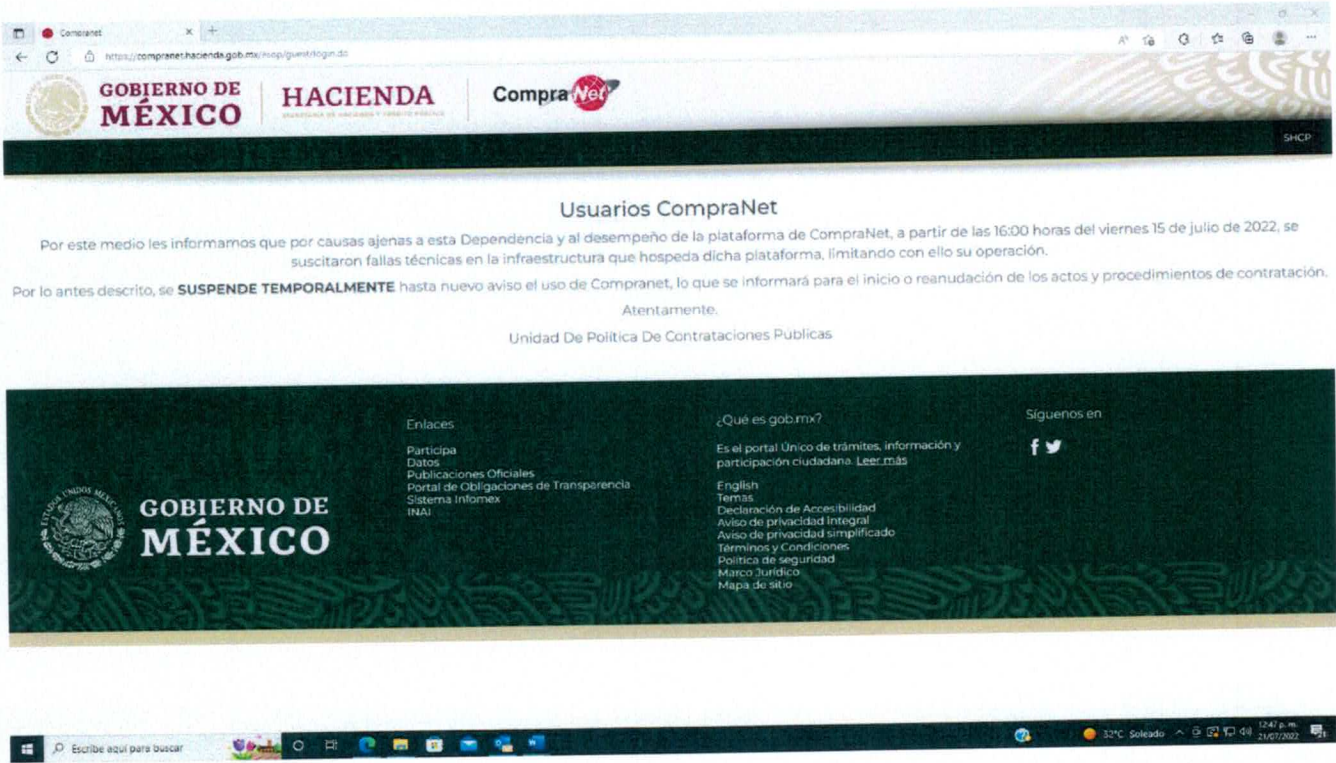 Compranet
https://compranet.hacienda.gob.mx/esop/guest/login.do
GOBIERNO DE
MÉXICO
HACIENDA
SECRETARÍA DE HACIENDA Y CRÉDITO PÚBLICO
CompraNet
SHCP
Usuarios CompraNet
Por este medio les informamos que por causas ajenas a esta Dependencia y al desempeño de la plataforma de CompraNet, a partir de las 16:00 horas del viernes 15 de julio de 2022, se
suscitaron fallas técnicas en la infraestructura que hospeda dicha plataforma, limitando con ello su operación.
Por lo antes descrito, se SUSPENDE TEMPORALMENTE hasta nuevo aviso el uso de Compranet, lo que se informará para el inicio o reanudación de los actos y procedimientos de contratación.
Atentamente.
Unidad De Política De Contrataciones Publicas
Enlaces
Participa
Datos
Publicaciones Oficiales
Portal de Obligaciones de Transparencia
Sistema Infomex
INAI
¿Qué es gob.mx?
Es el portal Único de trámites, información y
participación ciudadana. Leer más
English
Temas
Declaración de Accesibilidad
Aviso de privacidad integral
Aviso de privacidad simplificado
Términos y Condiciones
Política de seguridad
Marco Jurídico
Mapa de sitio
Síguenos en
ESTADOS UNIDOS MEXICANOS
GOBIERNO DE
MÉXICO
Escribe aquí para buscar
32°C Soleado
12:47 p. m.
21/07/2022